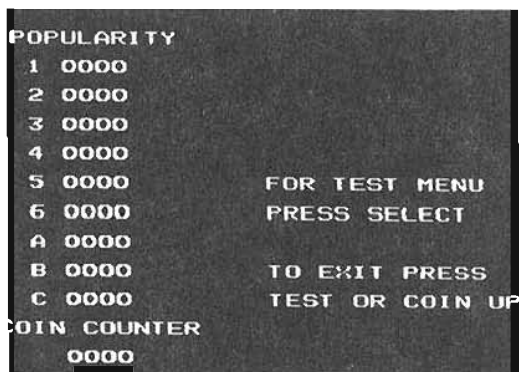 POPULARITY
1 0000
2 0000
3 0000
4 0000
5 0000
6 0000
A 0000
B 0000
C 0000
COIN COUNTER
0000
FOR TEST MENU
PRESS SELECT
TO EXIT PRESS
TEST OR COIN UP